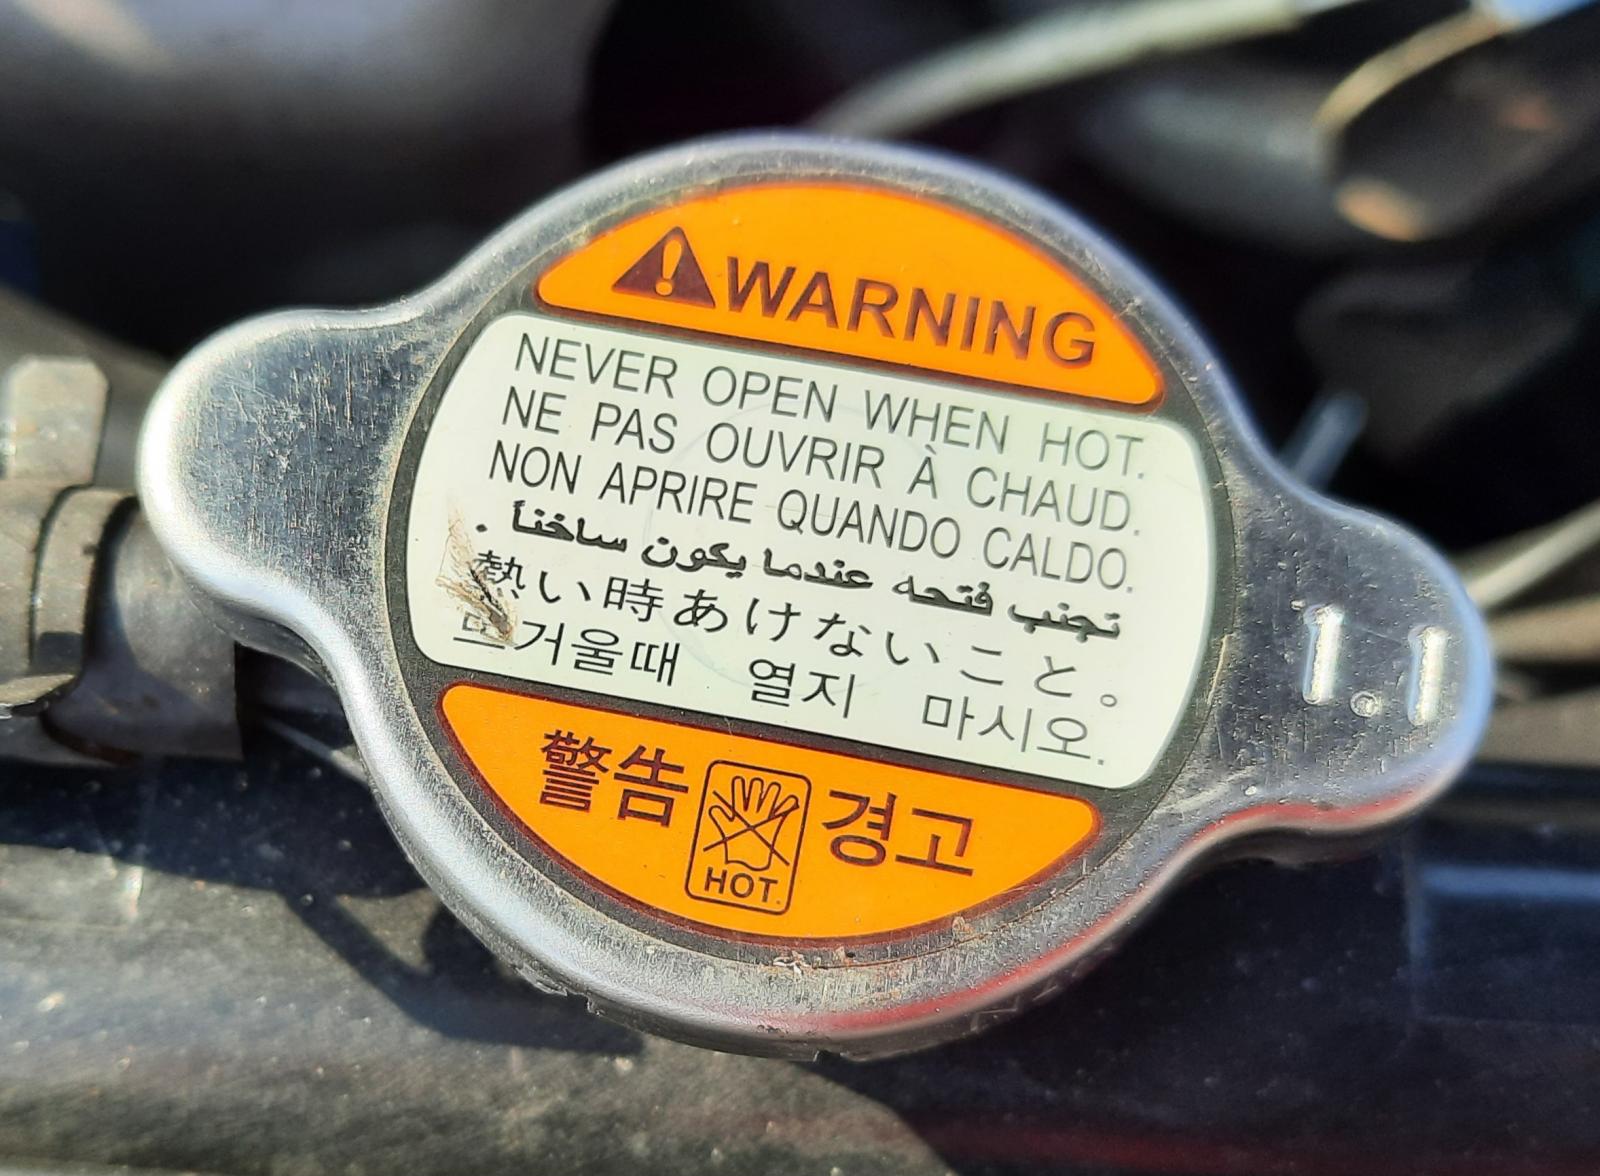 WARNING
NEVER OPEN WHEN HOT.
NE PAS OUVRIR À CHAUD.
NON APRIRE QUANDO CALDO.
تجنب فتحه عندما يكون ساخناً .
熱い時あけないこと。
뜨거울때 열지 마시오.
警告 경고
HOT.
1.1